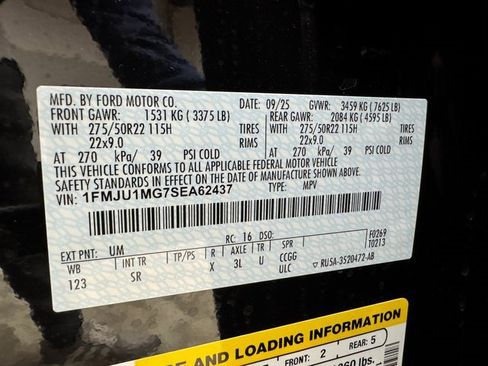 MFD. BY FORD MOTOR CO. 09/25 GVWR: 3459 KG (7625 LB)
FRONT GAWR: 1531 KG (3375 LB) REAR GAWR: 2084 KG (4595 LB)
WITH 275/50R22 115H TIRES WITH 275/50R22 115H TIRES
22x9.0 RIMS 22x9.0 RIMS
AT 270 kPa/ 39 PSI COLD AT 270 kPa/ 39 PSI COLD
THIS VEHICLE CONFORMS TO ALL APPLICABLE FEDERAL MOTOR VEHICLE
SAFETY STANDARDS IN EFFECT ON THE DATE OF MANUFACTURE SHOWN ABOVE.
VIN: 1FMJU1MG7SEA62437 TYPE: MPV
F0269
T0213
EXT PNT: UM RC: 16 DSO:
WB INT TR TP/PS R AXLE TR SPR
123 SR X 3L U CCGG
ULC
RU5A-3520472-AB
AND LOADING INFORMATION
FRONT: 2 REAR: 5
lbs.